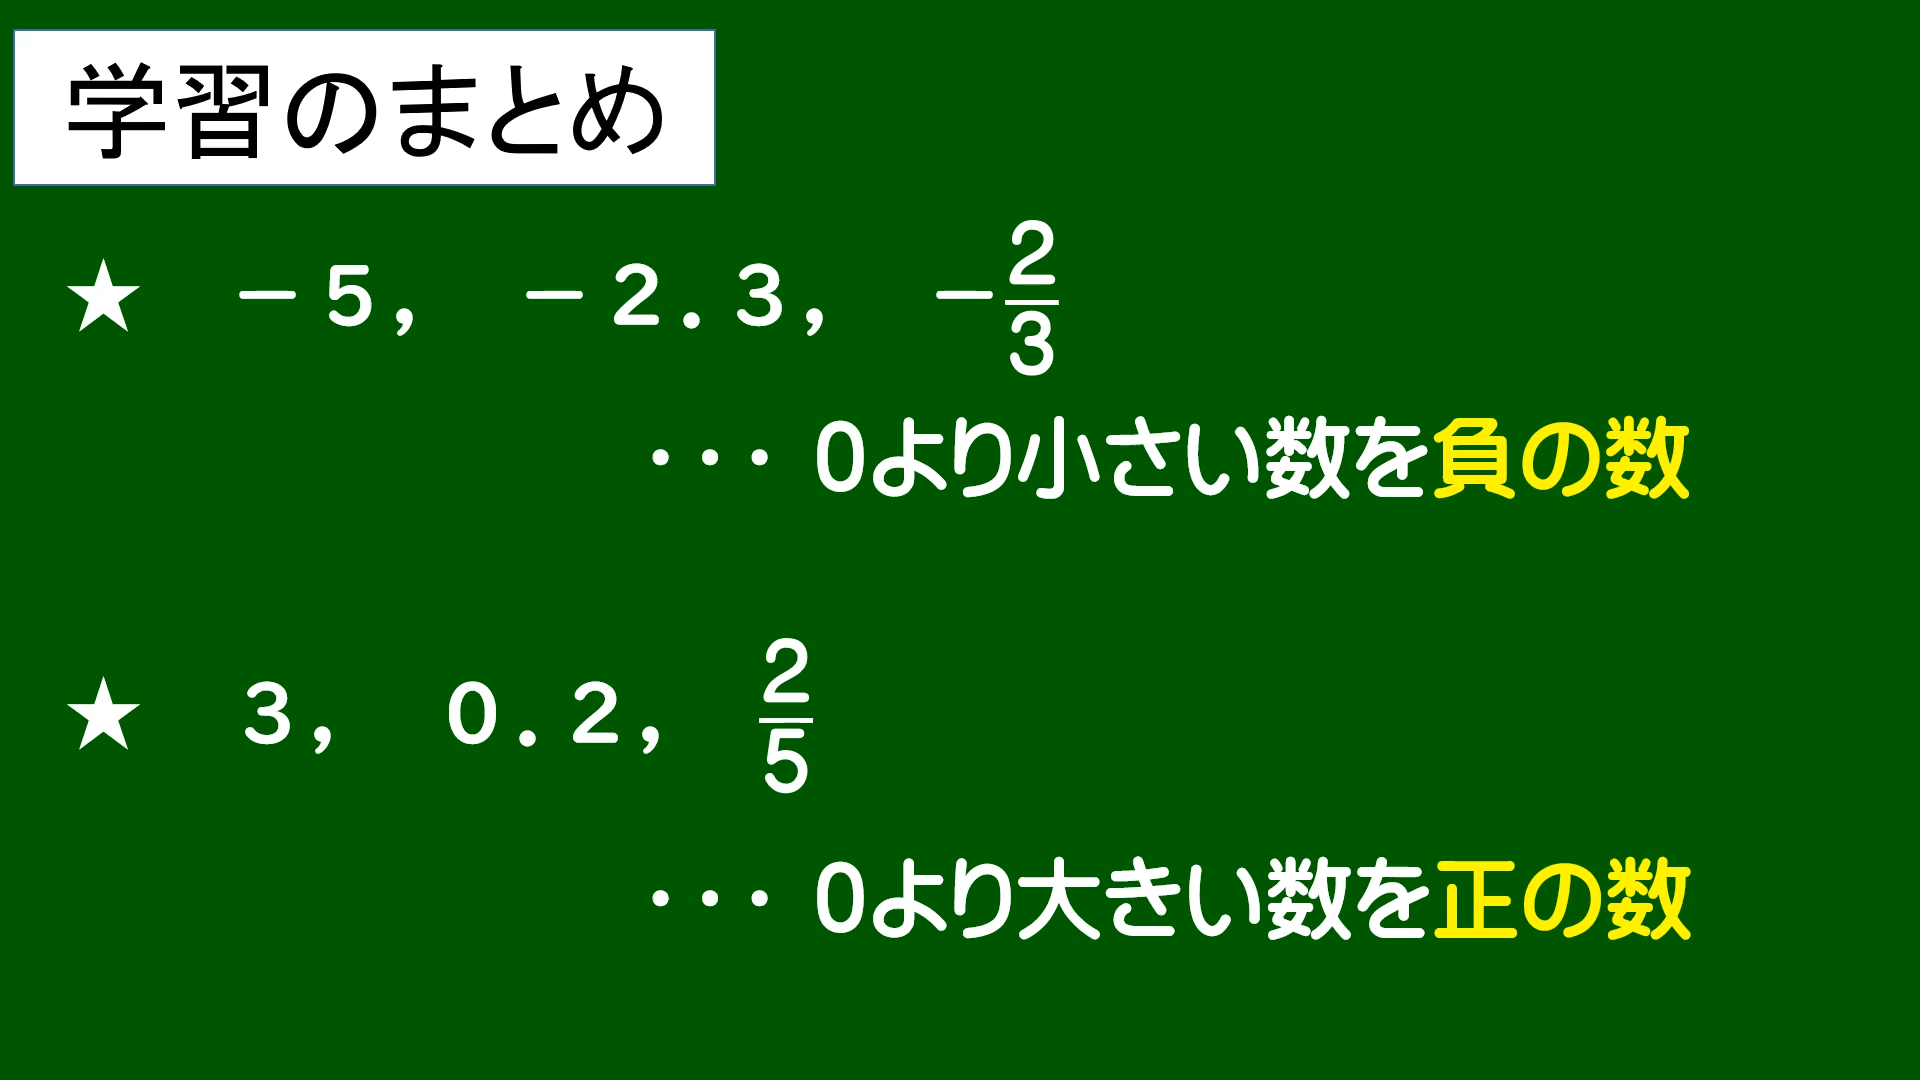 学習のまとめ
★ －５， －２．３， －2/3
・・・ 0より小さい数を負の数
★ ３， ０．２， 2/5
・・・ 0より大きい数を正の数